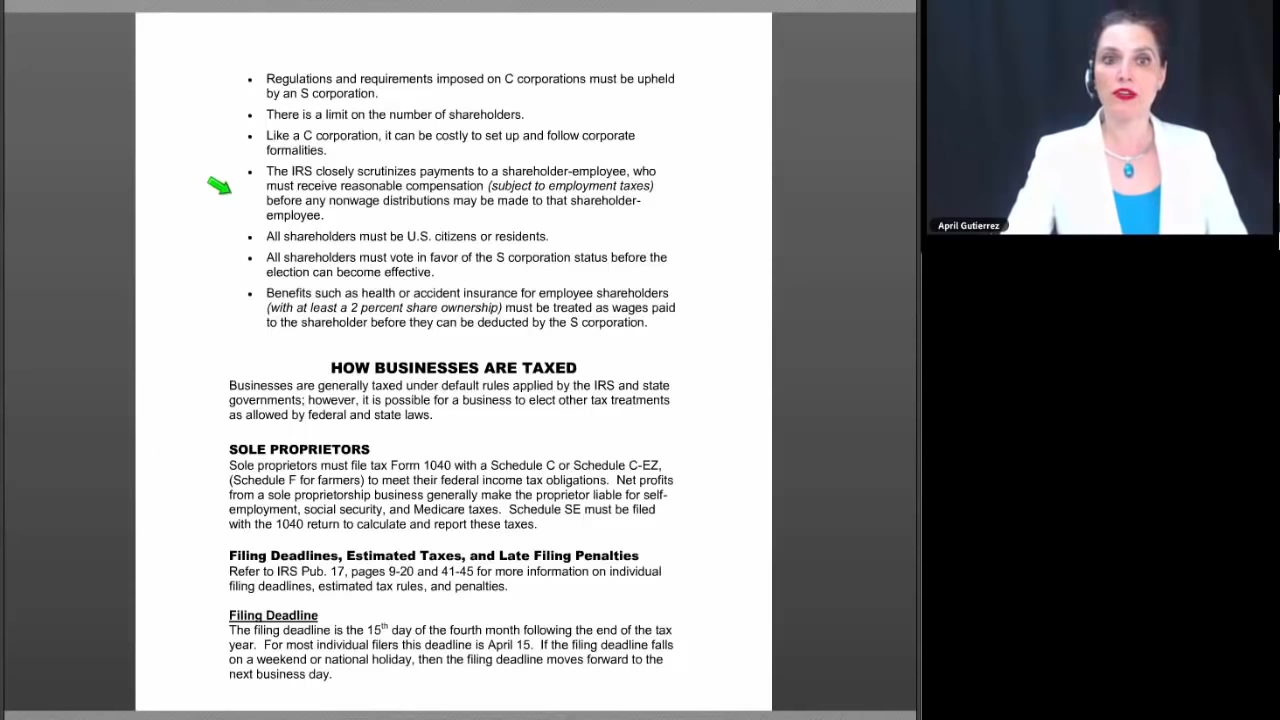 Regulations and requirements imposed on C corporations must be upheld
by an S corporation.
There is a limit on the number of shareholders.
Like a C corporation, it can be costly to set up and follow corporate
formalities.
The IRS closely scrutinizes payments to a shareholder-employee, who
must receive reasonable compensation (subject to employment taxes)
before any nonwage distributions may be made to that shareholder-
employee.
All shareholders must be U.S. citizens or residents.
All shareholders must vote in favor of the S corporation status before the
election can become effective.
Benefits such as health or accident insurance for employee shareholders
(with at least a 2 percent share ownership) must be treated as wages paid
to the shareholder before they can be deducted by the S corporation.
HOW BUSINESSES ARE TAXED
Businesses are generally taxed under default rules applied by the IRS and state
governments; however, it is possible for a business to elect other tax treatments
as allowed by federal and state laws.
SOLE PROPRIETORS
Sole proprietors must file tax Form 1040 with a Schedule C or Schedule C-EZ,
(Schedule F for farmers) to meet their federal income tax obligations. Net profits
from a sole proprietorship business generally make the proprietor liable for self-
employment, social security, and Medicare taxes. Schedule SE must be filed
with the 1040 return to calculate and report these taxes.
Filing Deadlines, Estimated Taxes, and Late Filing Penalties
Refer to IRS Pub. 17, pages 9-20 and 41-45 for more information on individual
filing deadlines, estimated tax rules, and penalties.
Filing Deadline
The filing deadline is the 15th day of the fourth month following the end of the tax
year. For most individual filers this deadline is April 15. If the filing deadline falls
on a weekend or national holiday, then the filing deadline moves forward to the
next business day.
April Gutierrez